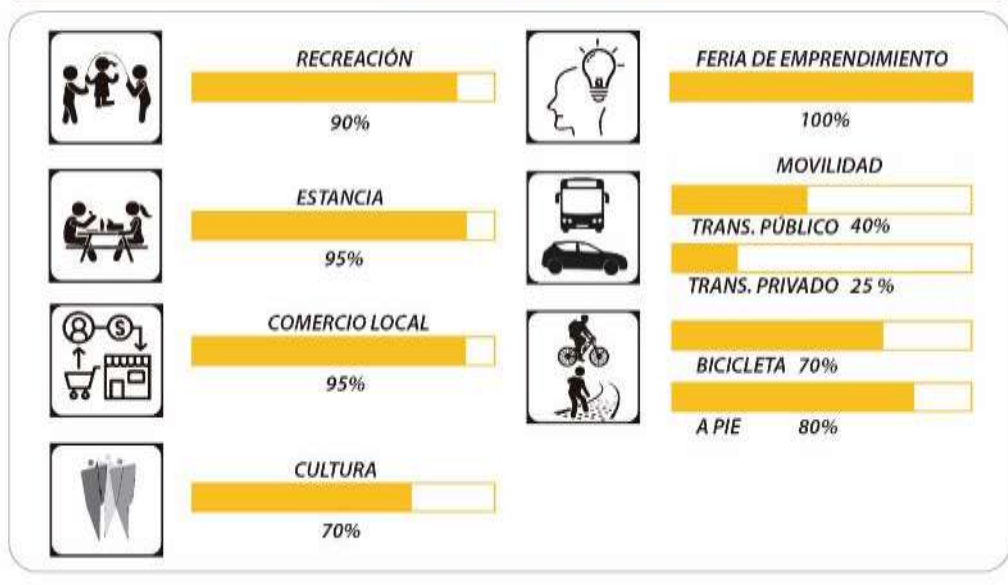 RECREACIÓN
90%
ESTANCIA
95%
COMERCIO LOCAL
95%
CULTURA
70%
FERIA DE EMPRENDIMIENTO
100%
MOVILIDAD
TRANS. PÚBLICO 40%
TRANS. PRIVADO 25 %
BICICLETA 70%
A PIE 80%
S